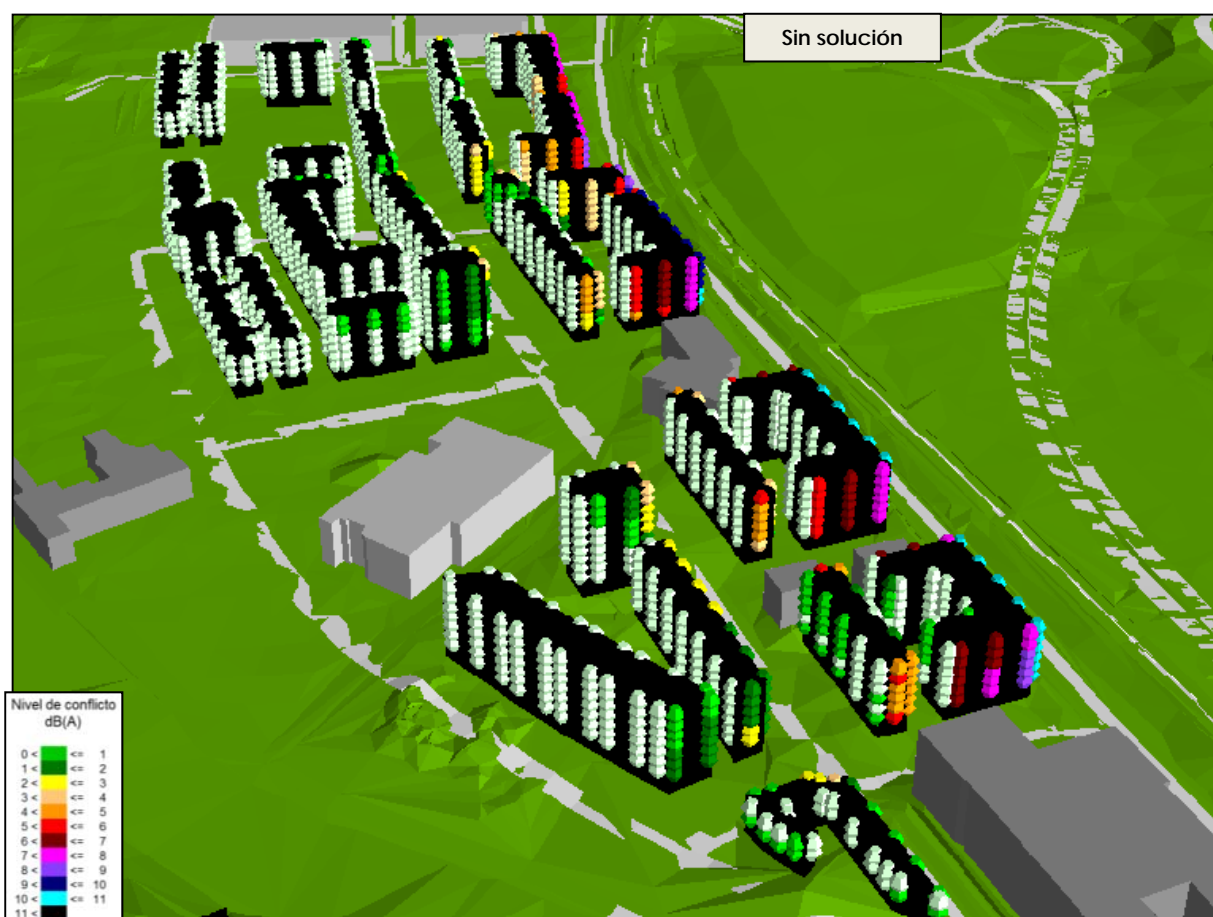 Sin solución
Nivel de conflicto
dB(A)
0 < <= 1
1 < <= 2
2 < <= 3
3 < <= 4
4 < <= 5
5 < <= 6
6 < <= 7
7 < <= 8
8 < <= 9
9 < <= 10
10 < <= 11
11 <